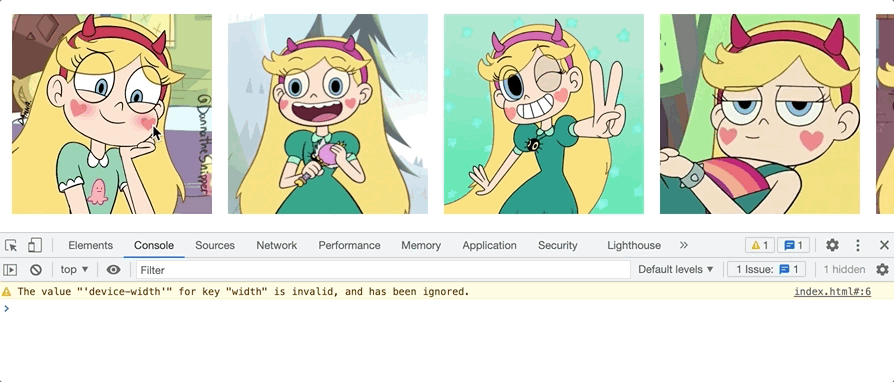 @DannaTheShipper
Elements Console Sources Network Performance Memory Application Security Lighthouse » 1 1
top ▼ Filter Default levels ▼ 1 Issue: 1 1 hidden
The value "'device-width'" for key "width" is invalid, and has been ignored. index.html#:6
>